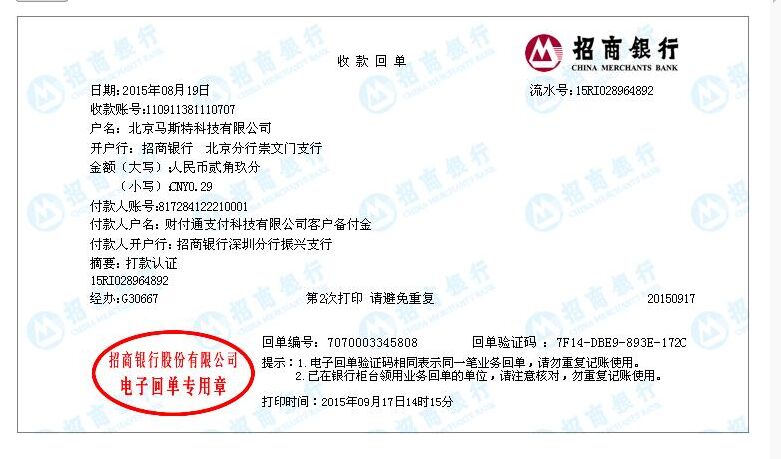 收 款 回 单
招商银行
CHINA MERCHANTS BANK
日期:2015年08月19日
流水号:15RI028964892
收款账号:110911381110707
户名: 北京马斯特科技有限公司
开户行: 招商银行 北京分行崇文门支行
金额(大写):人民币贰角玖分
(小写):CNY0.29
付款人账号:817284122210001
付款人户名: 财付通支付科技有限公司客户备付金
付款人开户行: 招商银行深圳分行振兴支行
摘要: 打款认证
15RI028964892
经办:G30667 第2次打印 请避免重复 20150917
回单编号: 7070003345808 回单验证码 : 7F14-DBE9-893E-172C
提示:1.电子回单验证码相同表示同一笔业务回单,请勿重复记账使用。
2.已在银行柜台领用业务回单的单位,请注意核对,勿重复记账使用。
打印时间:2015年09月17日14时15分
招商银行股份有限公司
电子回单专用章